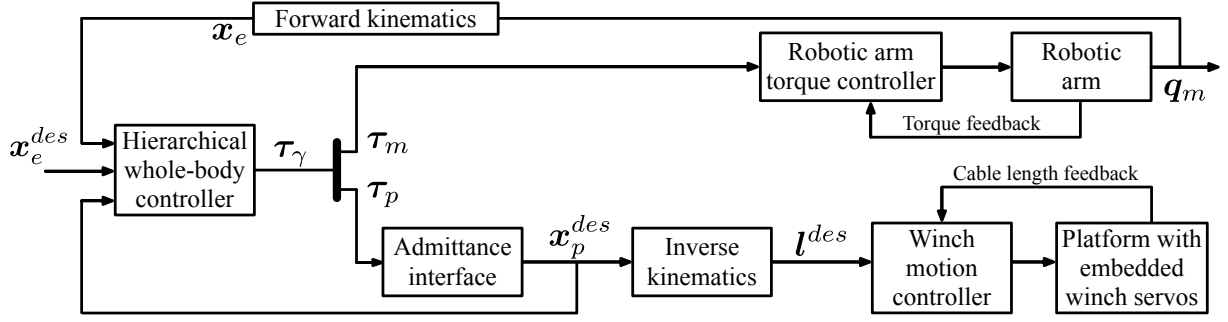 Forward kinematics
x_e
Robotic arm
torque controller
Robotic
arm
q_m
Torque feedback
x_e^{des}
Hierarchical
whole-body
controller
τ_γ
τ_m
τ_p
Cable length feedback
Admittance
interface
x_p^{des}
Inverse
kinematics
l^{des}
Winch
motion
controller
Platform with
embedded
winch servos